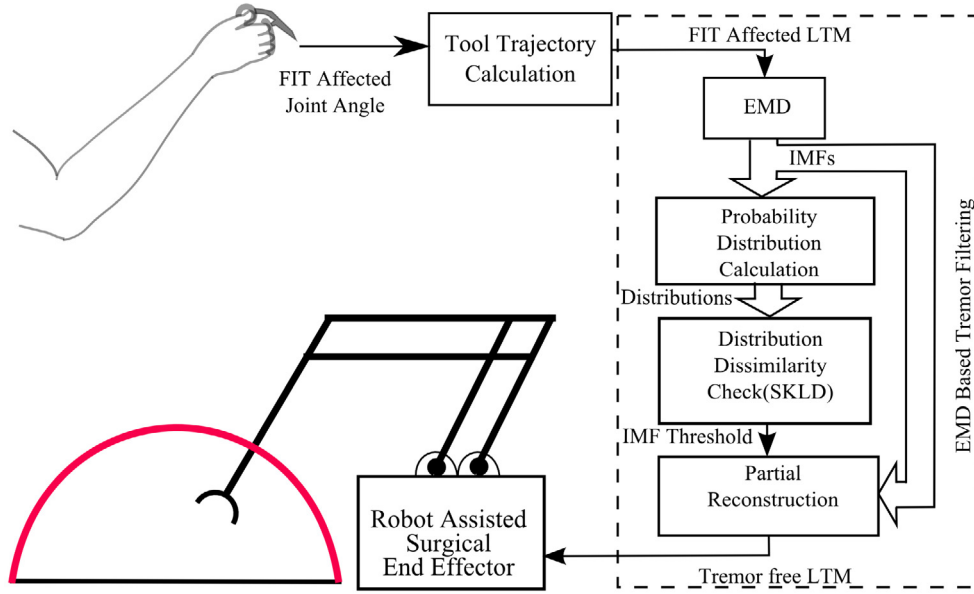 FIT Affected
Joint Angle
Tool Trajectory
Calculation
FIT Affected LTM
EMD
IMFs
Probability
Distribution
Calculation
Distributions
Distribution
Dissimilarity
Check(SKLD)
IMF Threshold
Partial
Reconstruction
EMD Based Tremor Filtering
Robot Assisted
Surgical
End Effector
Tremor free LTM